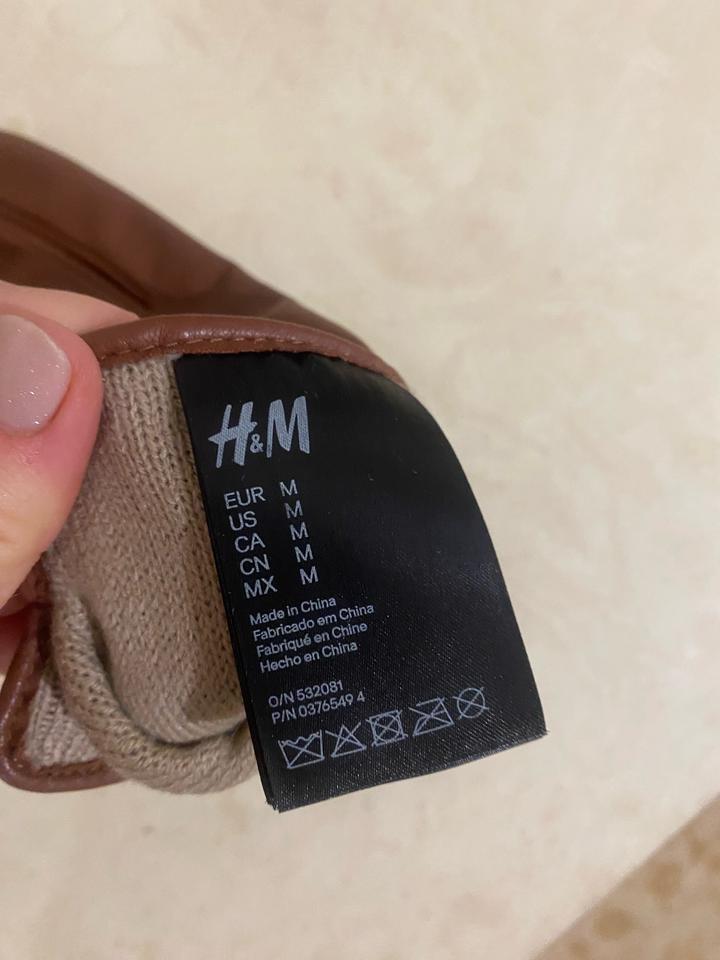 H&M
EUR M
US M
CA M
CN M
MX M
Made in China
Fabricado em China
Fabriqué en Chine
Hecho en China
O/N 532081
P/N 0376549 4